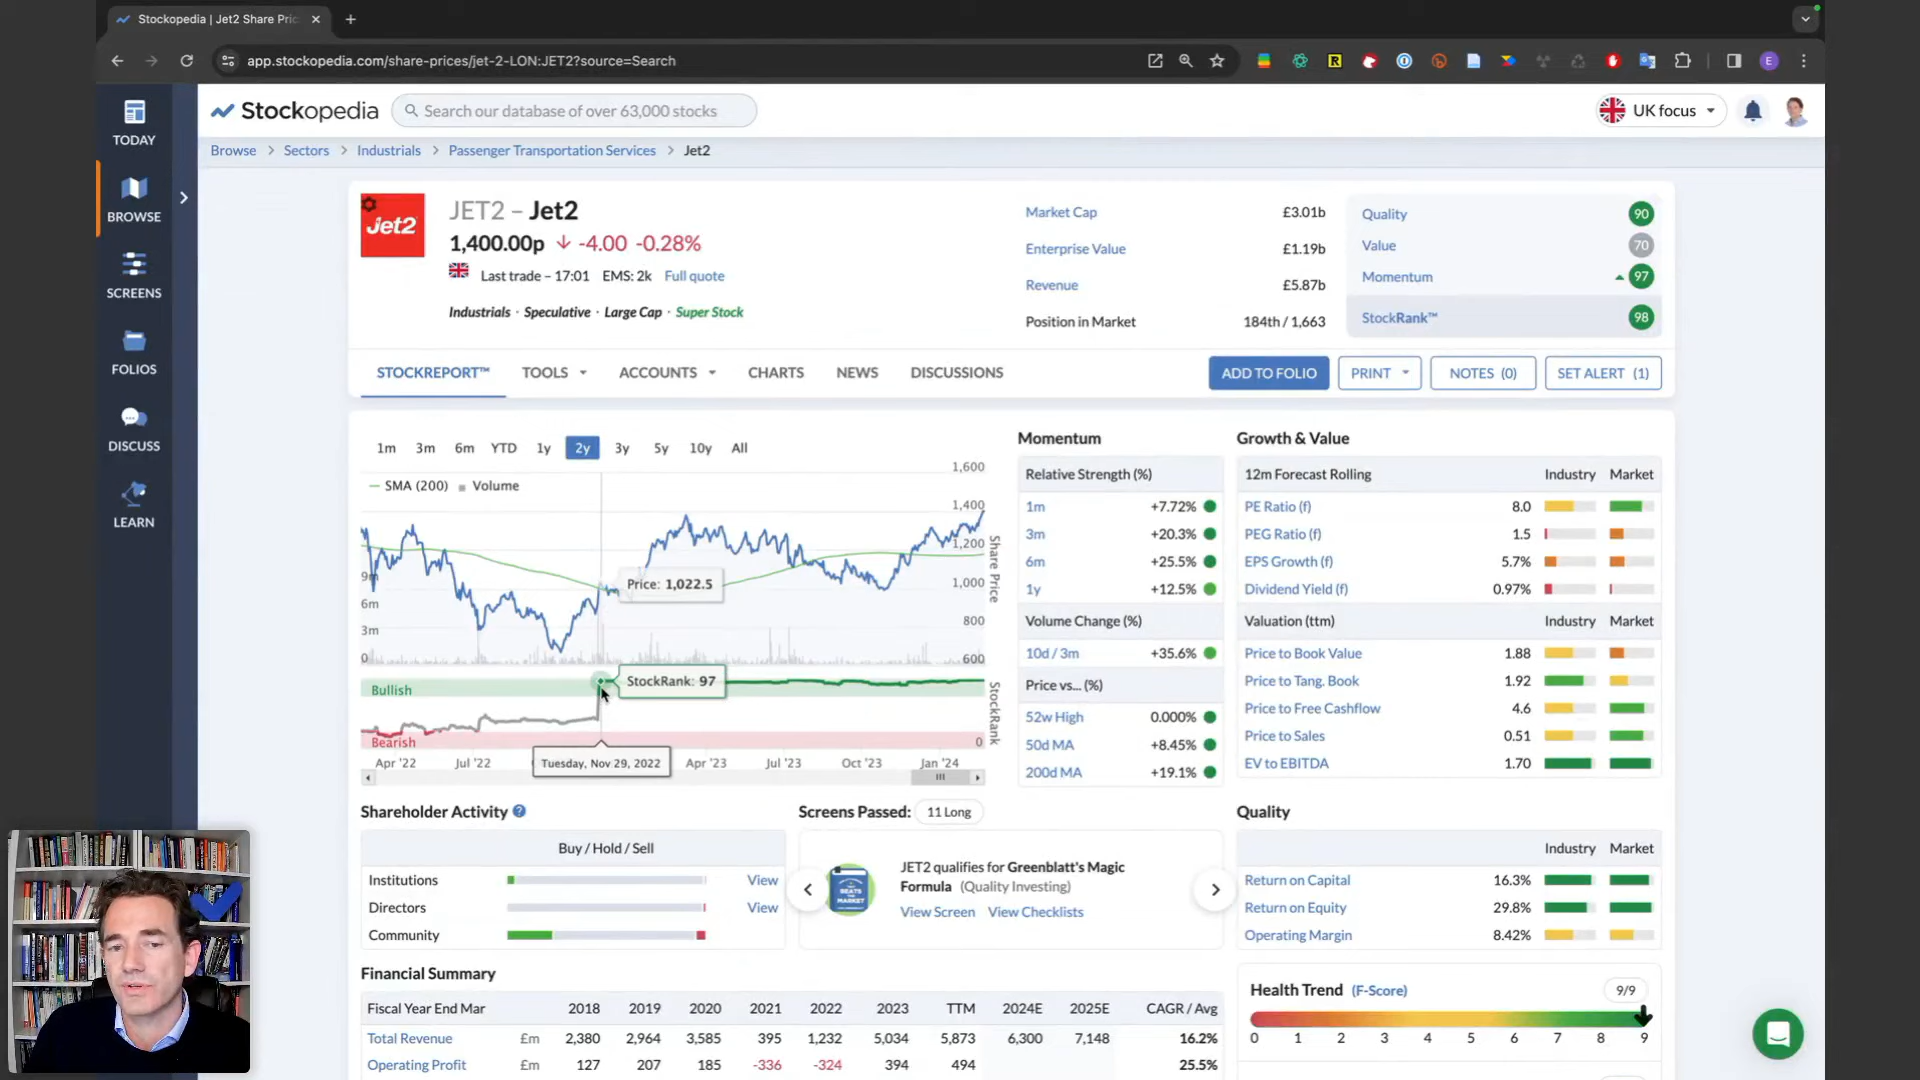 Stockopedia | Jet2 Share Pric
app.stockopedia.com/share-prices/jet-2-LON:JET2?source=Search
E
Stockopedia
Search our database of over 63,000 stocks
UK focus
TODAY
BROWSE
SCREENS
FOLIOS
DISCUSS
LEARN
Browse > Sectors > Industrials > Passenger Transportation Services > Jet2
Jet2
JET2 – Jet2
1,400.00p ↓ -4.00 -0.28%
Last trade – 17:01 EMS: 2k Full quote
Industrials · Speculative · Large Cap · Super Stock
Market Cap £3.01b
Enterprise Value £1.19b
Revenue £5.87b
Position in Market 184th / 1,663
Quality 90
Value 70
Momentum 97
StockRank™ 98
STOCKREPORT™ TOOLS ACCOUNTS CHARTS NEWS DISCUSSIONS
ADD TO FOLIO PRINT NOTES (0) SET ALERT (1)
1m 3m 6m YTD 1y 2y 3y 5y 10y All
SMA (200) Volume
1,600
1,400
1,200
1,000
800
600
Share Price
9m
6m
3m
0
Price: 1,022.5
StockRank: 97
Bullish
Bearish
0
StockRank
Tuesday, Nov 29, 2022
Apr '22 Jul '22 Apr '23 Jul '23 Oct '23 Jan '24
Momentum
Relative Strength (%)
1m +7.72%
3m +20.3%
6m +25.5%
1y +12.5%
Volume Change (%)
10d / 3m +35.6%
Price vs... (%)
52w High 0.000%
50d MA +8.45%
200d MA +19.1%
Growth & Value
12m Forecast Rolling Industry Market
PE Ratio (f) 8.0
PEG Ratio (f) 1.5
EPS Growth (f) 5.7%
Dividend Yield (f) 0.97%
Valuation (ttm) Industry Market
Price to Book Value 1.88
Price to Tang. Book 1.92
Price to Free Cashflow 4.6
Price to Sales 0.51
EV to EBITDA 1.70
Shareholder Activity ?
Buy / Hold / Sell
Institutions View
Directors View
Community
Screens Passed: 11 Long
JET2 qualifies for Greenblatt's Magic
Formula (Quality Investing)
View Screen View Checklists
Quality
Industry Market
Return on Capital 16.3%
Return on Equity 29.8%
Operating Margin 8.42%
Financial Summary
Fiscal Year End Mar 2018 2019 2020 2021 2022 2023 TTM 2024E 2025E CAGR / Avg
Total Revenue £m 2,380 2,964 3,585 395 1,232 5,034 5,873 6,300 7,148 16.2%
Operating Profit £m 127 207 185 -336 -324 394 494 25.5%
Health Trend (F-Score) 9/9
0 1 2 3 4 5 6 7 8 9